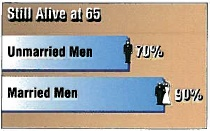 Still Alive at 65
Unmarried Men 70%
Married Men 90%